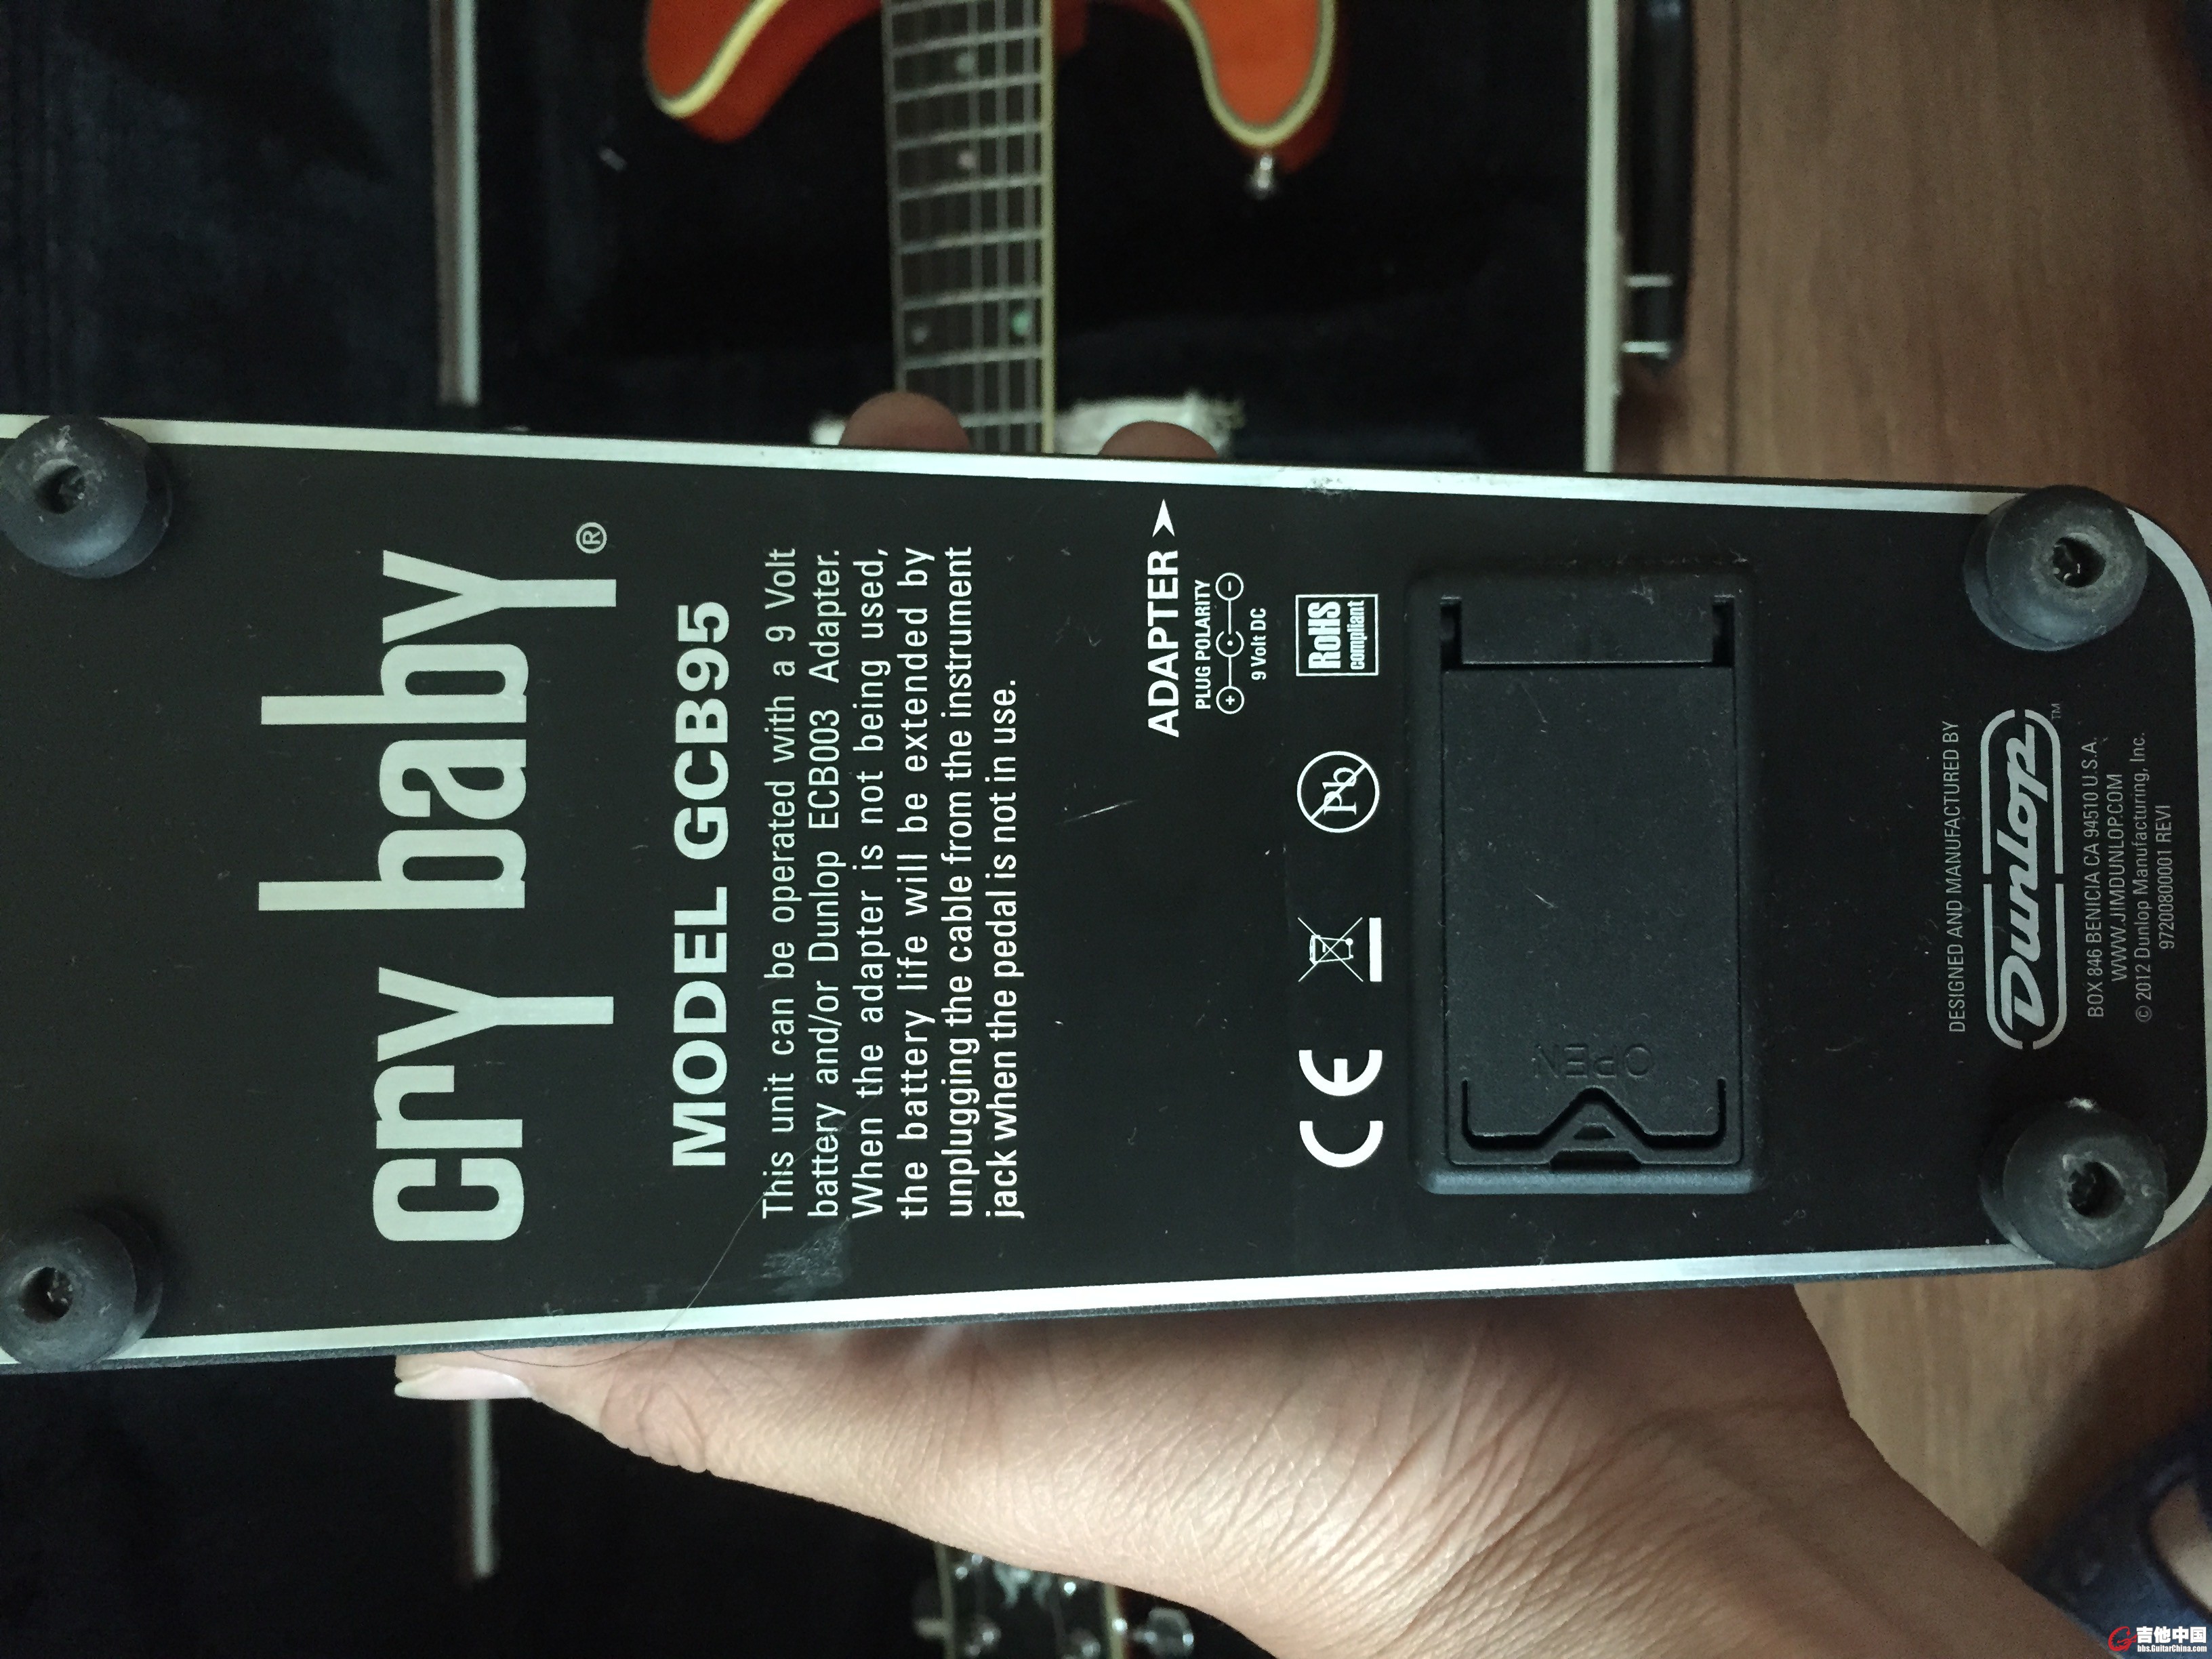 cry baby®
MODEL GCB95
This unit can be operated with a 9 Volt
battery and/or Dunlop ECB003 Adapter.
When the adapter is not being used,
the battery life will be extended by
unplugging the cable from the instrument
jack when the pedal is not in use.
ADAPTER
PLUG POLARITY
+ C -
9 Volt DC
CE
Pb
RoHS
compliant
OPEN
DESIGNED AND MANUFACTURED BY
Dunlop™
BOX 846 BENICIA CA 94510 U.S.A.
WWW.JIMDUNLOP.COM
© 2012 Dunlop Manufacturing, Inc.
97200800001 REV I
吉他中国
bbs.GuitarChina.com